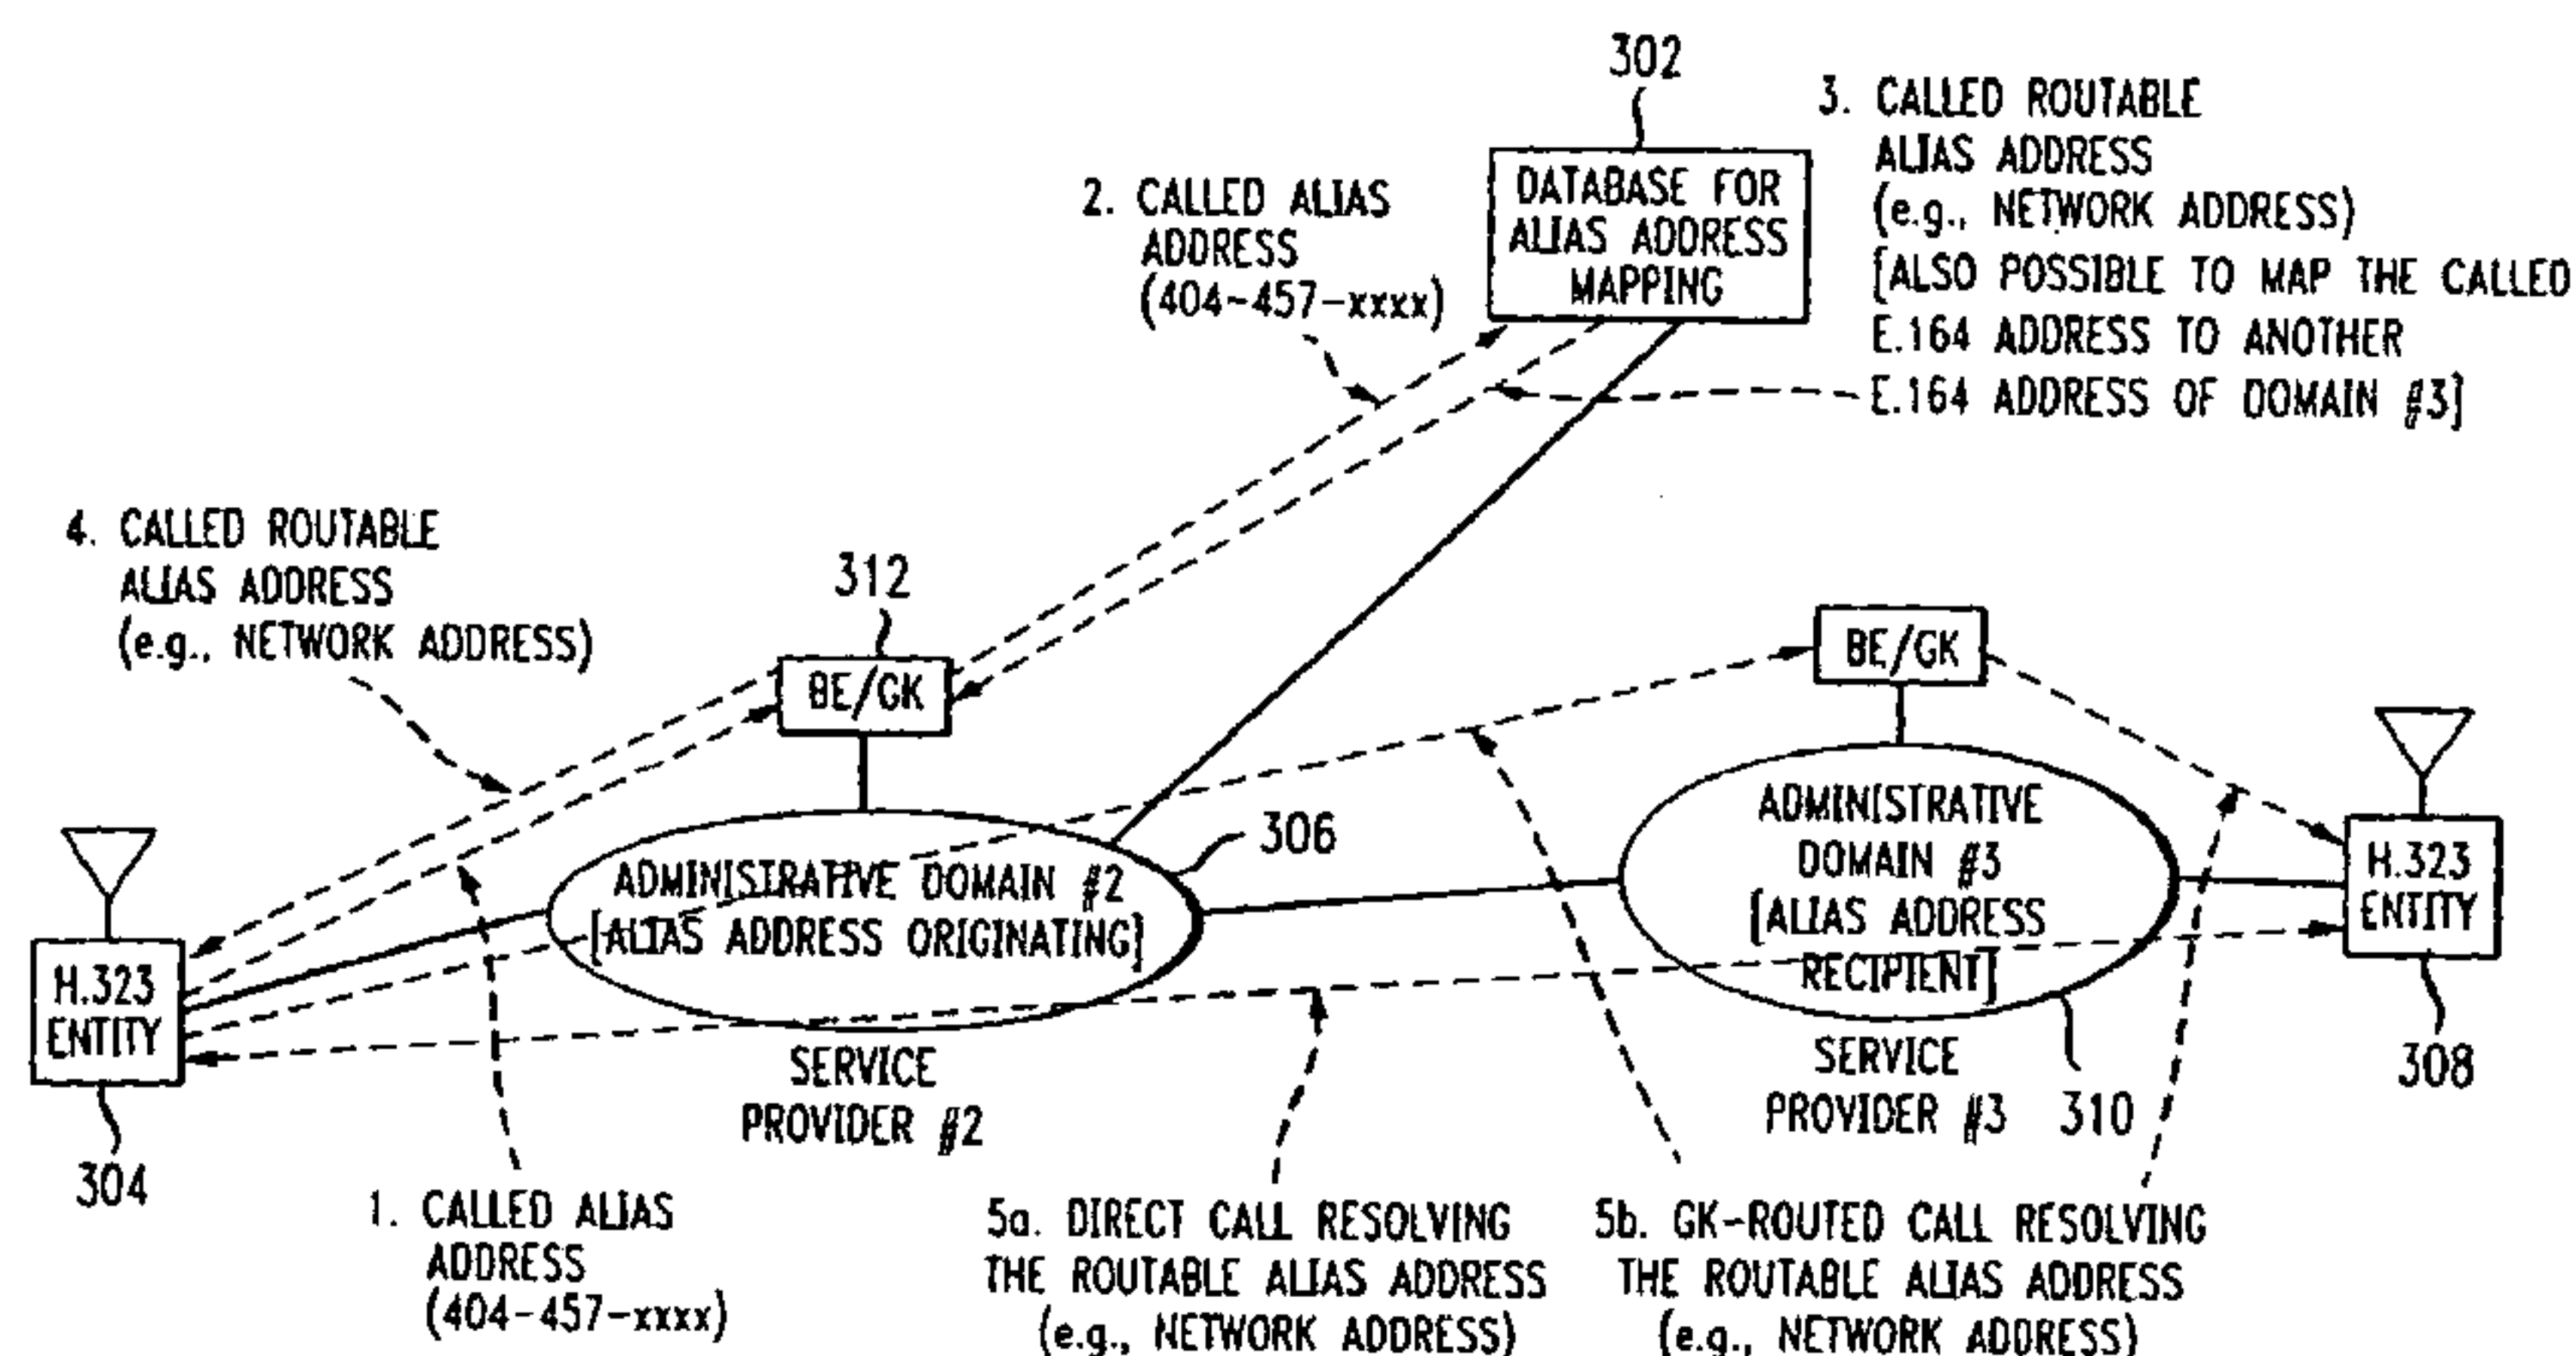 302
3. CALLED ROUTABLE
ALIAS ADDRESS
(e.g., NETWORK ADDRESS)
[ALSO POSSIBLE TO MAP THE CALLED
E.164 ADDRESS TO ANOTHER
E.164 ADDRESS OF DOMAIN #3]
DATABASE FOR
ALIAS ADDRESS
MAPPING
2. CALLED ALIAS
ADDRESS
(404-457-xxxx)
4. CALLED ROUTABLE
ALIAS ADDRESS
(e.g., NETWORK ADDRESS)
312
BE/GK
BE/GK
306
ADMINISTRATIVE DOMAIN #2
[ALIAS ADDRESS ORIGINATING]
ADMINISTRATIVE
DOMAIN #3
[ALIAS ADDRESS
RECIPIENT]
H.323
ENTITY
H.323
ENTITY
304
SERVICE
PROVIDER #2
SERVICE
PROVIDER #3
310
308
1. CALLED ALIAS
ADDRESS
(404-457-xxxx)
5a. DIRECT CALL RESOLVING
THE ROUTABLE ALIAS ADDRESS
(e.g., NETWORK ADDRESS)
5b. GK-ROUTED CALL RESOLVING
THE ROUTABLE ALIAS ADDRESS
(e.g., NETWORK ADDRESS)